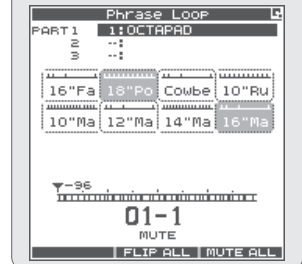 Phrase Loop
PART1 1:OCTAPAD
2 --:
3 --:
16"Fa 18"Po Cowbe 10"Ru
10"Ma 12"Ma 14"Ma 16"Ma
-96
01-1
MUTE
FLIP ALL MUTE ALL